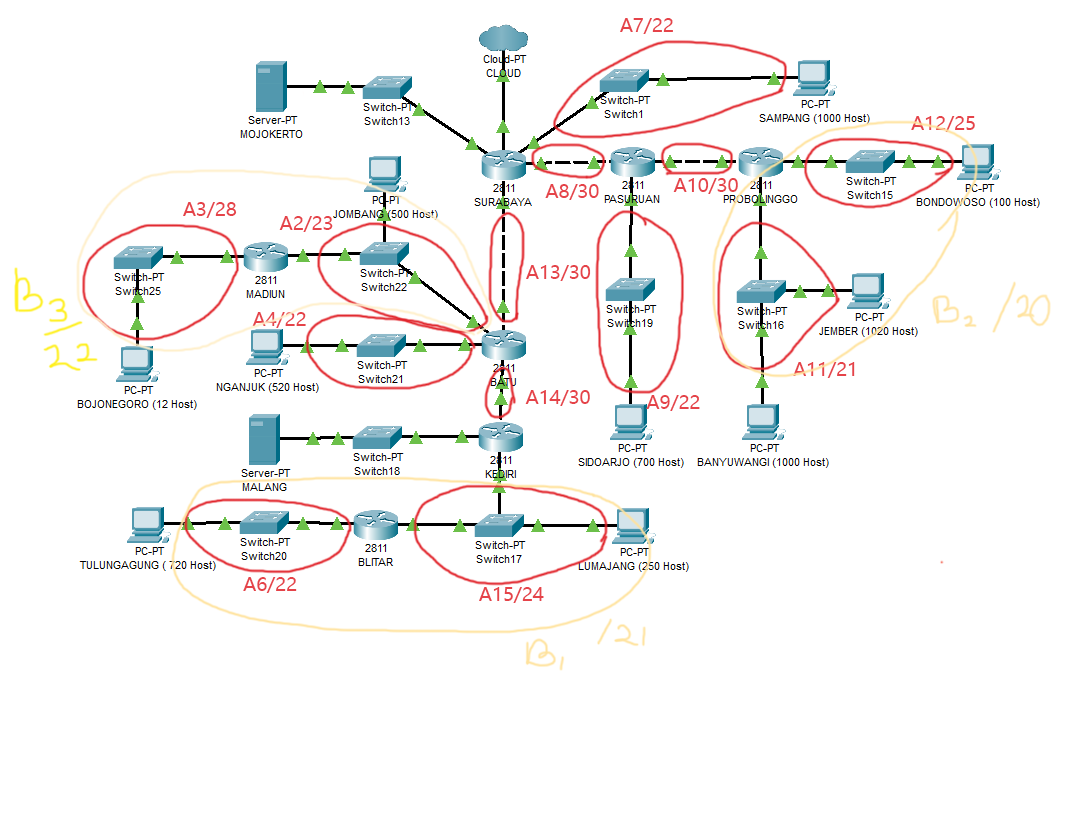 A7/22
Cloud-PT
CLOUD
Server-PT
MOJOKERTO
Switch-PT
Switch13
Switch-PT
Switch1
PC-PT
SAMPANG (1000 Host)
A12/25
2811
SURABAYA
A8/30
2811
PASURUAN
A10/30
2811
PROBOLINGGO
Switch-PT
Switch15
PC-PT
BONDOWOSO (100 Host)
PC-PT
JOMBANG (500 Host)
A3/28
A2/23
Switch-PT
Switch25
2811
MADIUN
Switch-PT
Switch22
A13/30
Switch-PT
Switch19
Switch-PT
Switch16
PC-PT
JEMBER (1020 Host)
B2 /20
B3
/22
A4/22
PC-PT
NGANJUK (520 Host)
Switch-PT
Switch21
2811
BATU
PC-PT
BOJONEGORO (12 Host)
A14/30
A9/22
A11/21
Server-PT
MALANG
Switch-PT
Switch18
2811
KEDIRI
PC-PT
SIDOARJO (700 Host)
PC-PT
BANYUWANGI (1000 Host)
PC-PT
TULUNGAGUNG ( 720 Host)
Switch-PT
Switch20
2811
BLITAR
Switch-PT
Switch17
PC-PT
LUMAJANG (250 Host)
A6/22
A15/24
B1 /21